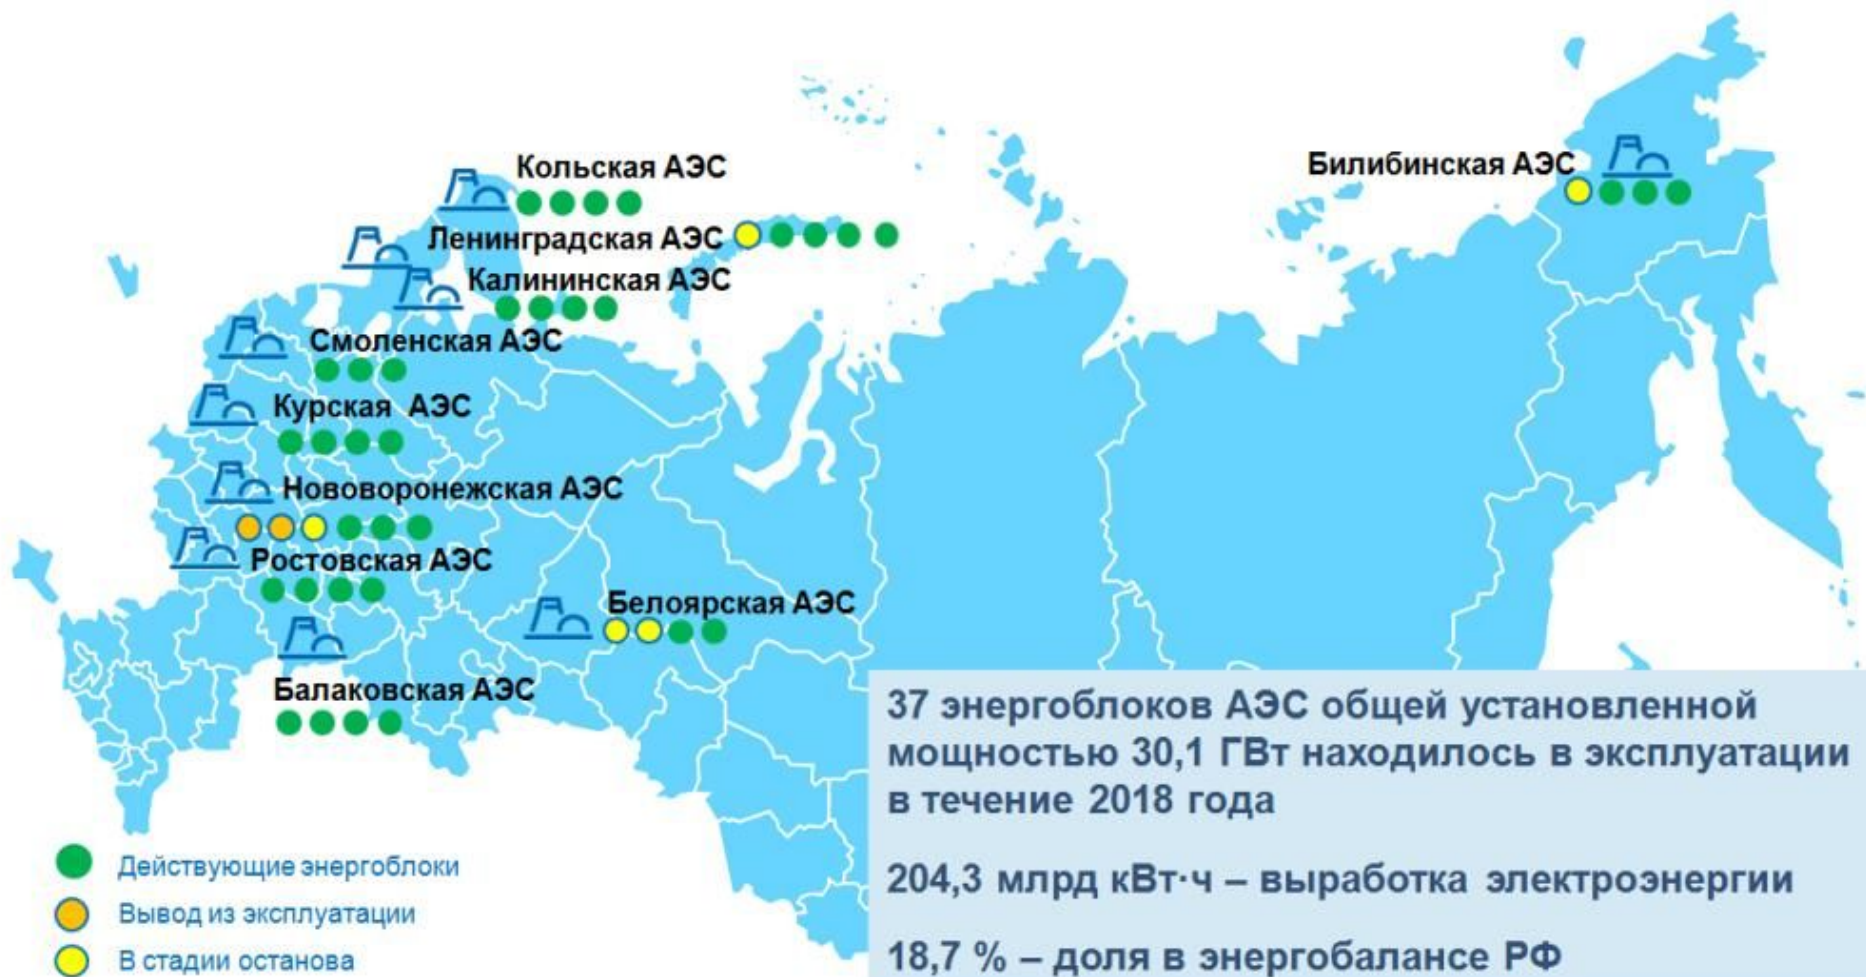 Кольская АЭС
Билибинская АЭС
Ленинградская АЭС
Калининская АЭС
Смоленская АЭС
Курская АЭС
Нововоронежская АЭС
Ростовская АЭС
Белоярская АЭС
Балаковская АЭС
37 энергоблоков АЭС общей установленной
мощностью 30,1 ГВт находилось в эксплуатации
в течение 2018 года
204,3 млрд кВт·ч – выработка электроэнергии
18,7 % – доля в энергобалансе РФ
Действующие энергоблоки
Вывод из эксплуатации
В стадии останова